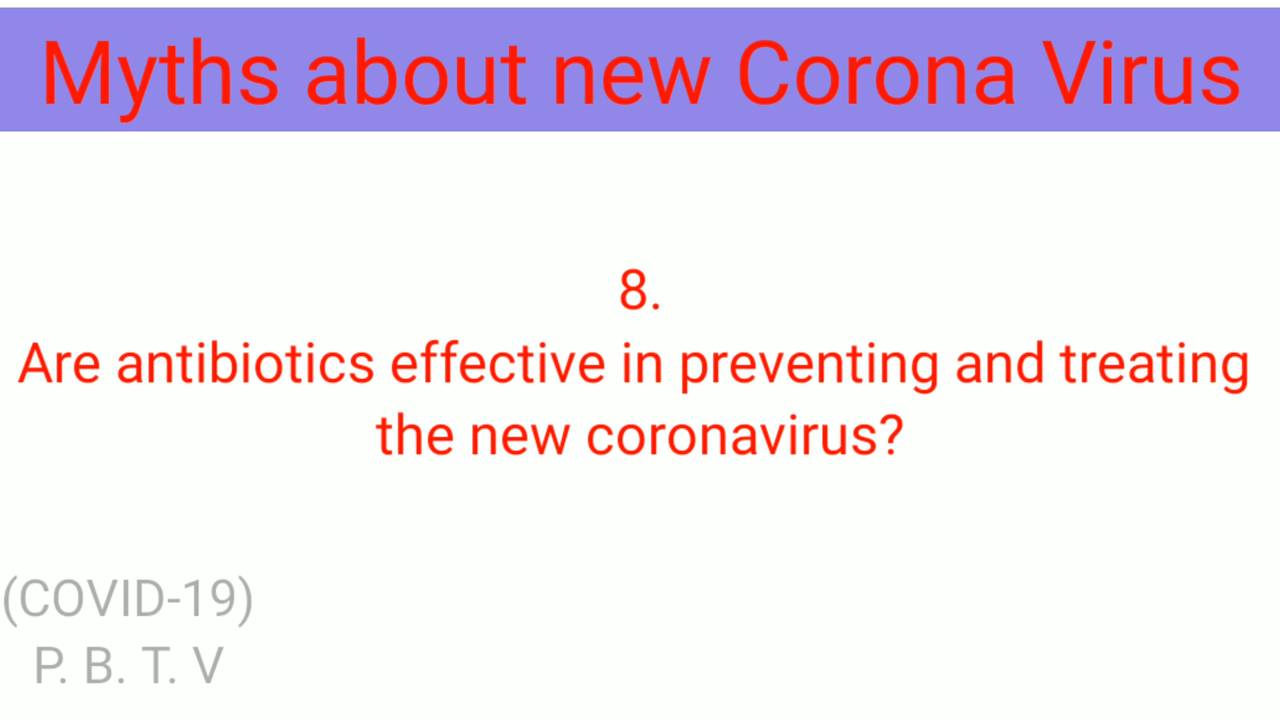 Myths about new Corona Virus
8.
Are antibiotics effective in preventing and treating
the new coronavirus?
(COVID-19)
P. B. T. V